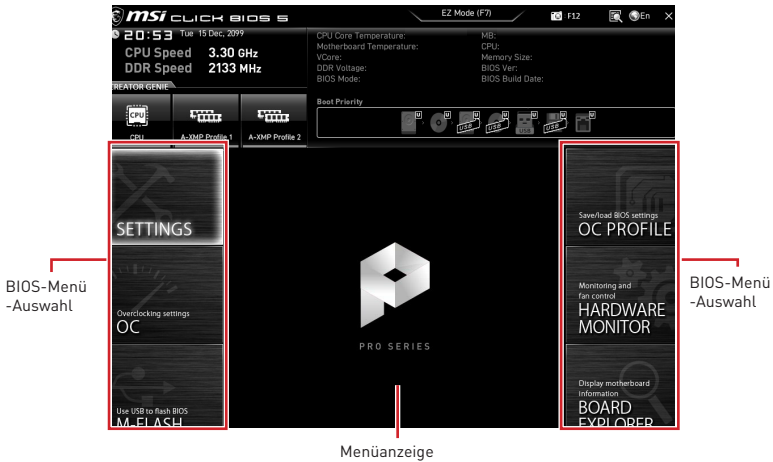 msi CLICK BIOS 5
EZ Mode (F7)
F12
En
20:53 Tue 15 Dec, 2099
CPU Speed 3.30 GHz
DDR Speed 2133 MHz
CPU Core Temperature:
Motherboard Temperature:
VCore:
DDR Voltage:
BIOS Mode:
MB:
CPU:
Memory Size:
BIOS Ver:
BIOS Build Date:
CREATOR GENIE
CPU
CPU
A-XMP Profile 1
A-XMP Profile 2
Boot Priority
U
U
USB U
USB U
USB U
USB U
U
SETTINGS
Overclocking settings
OC
Use USB to flash BIOS
M-FLASH
BIOS-Menü
-Auswahl
PRO SERIES
Save/load BIOS settings
OC PROFILE
Monitoring and
fan control
HARDWARE
MONITOR
Display motherboard
information
BOARD
EXPLORER
BIOS-Menü
-Auswahl
Menüanzeige